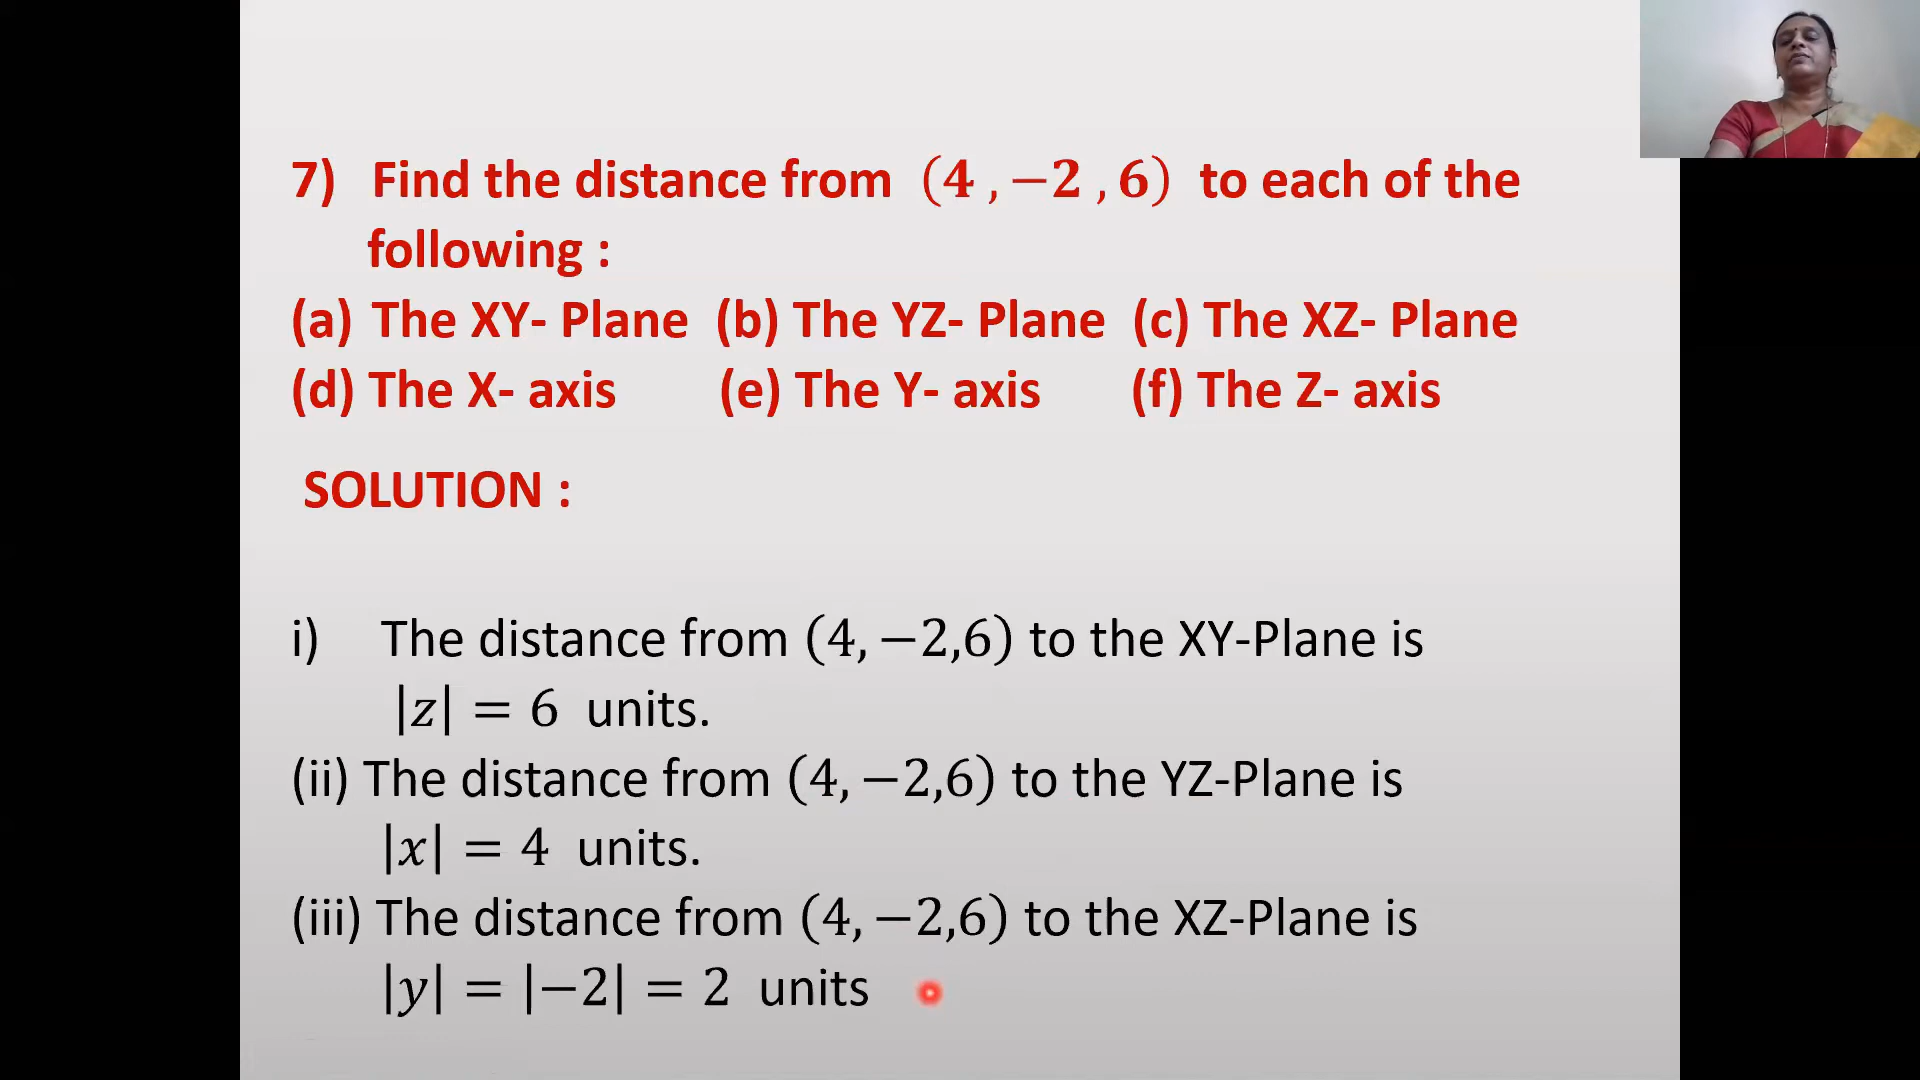 7) Find the distance from (4 , −2 , 6) to each of the
following :
(a) The XY- Plane (b) The YZ- Plane (c) The XZ- Plane
(d) The X- axis (e) The Y- axis (f) The Z- axis
SOLUTION :
i) The distance from (4, −2,6) to the XY-Plane is
|z| = 6 units.
(ii) The distance from (4, −2,6) to the YZ-Plane is
|x| = 4 units.
(iii) The distance from (4, −2,6) to the XZ-Plane is
|y| = |−2| = 2 units